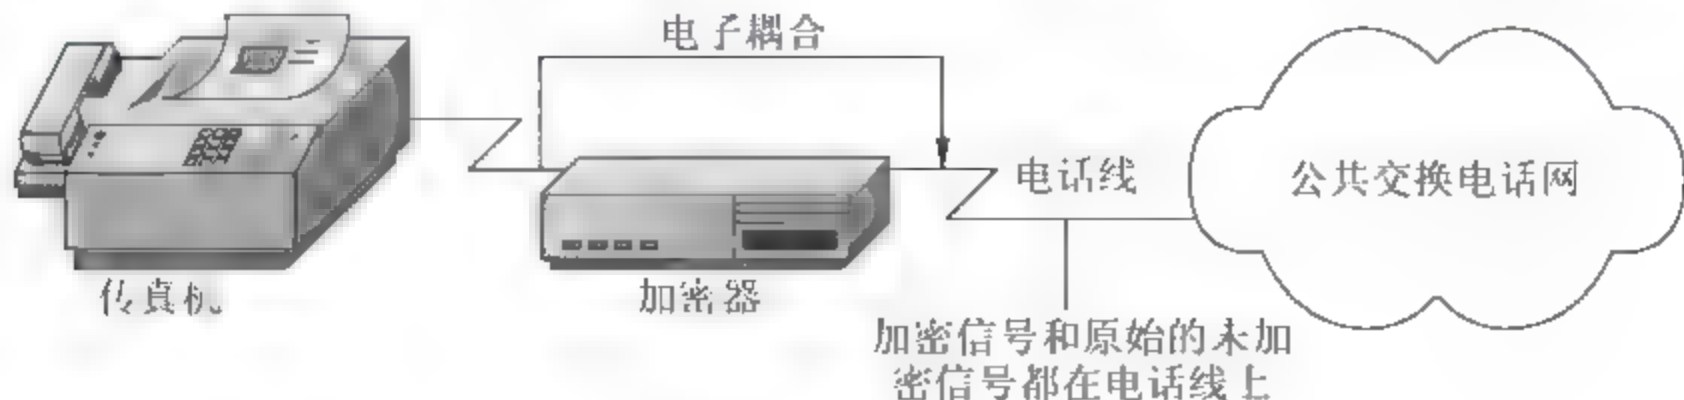 电子耦合
电话线
公共交换电话网
传真机
加密器
加密信号和原始的未加
密信号都在电话线上